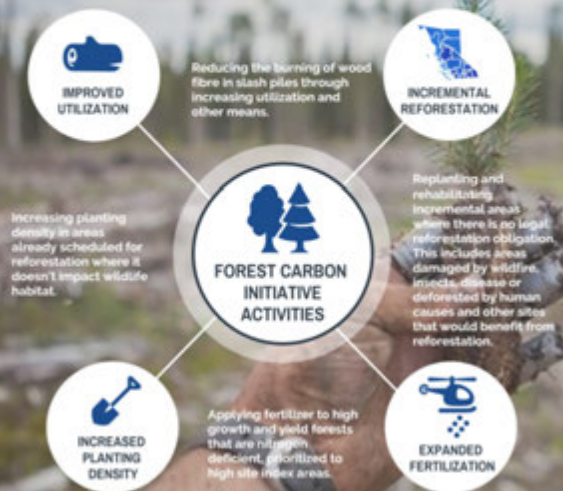 IMPROVED
UTILIZATION
Reducing the burning of wood
fibre in slash piles through
increasing utilization and
other means.
INCREMENTAL
REFORESTATION
Replanting and
rehabilitating
incremental areas
where there is no legal
reforestation obligation.
This includes areas
damaged by wildfire,
insects, disease or
deforested by human
causes and other sites
that would benefit from
reforestation.
FOREST CARBON
INITIATIVE
ACTIVITIES
Increasing planting
density in areas
already scheduled for
reforestation where it
doesn't impact wildlife
habitat.
INCREASED
PLANTING
DENSITY
Applying fertilizer to high
growth and yield forests
that are nitrogen
deficient, prioritized to
high site index areas.
EXPANDED
FERTILIZATION